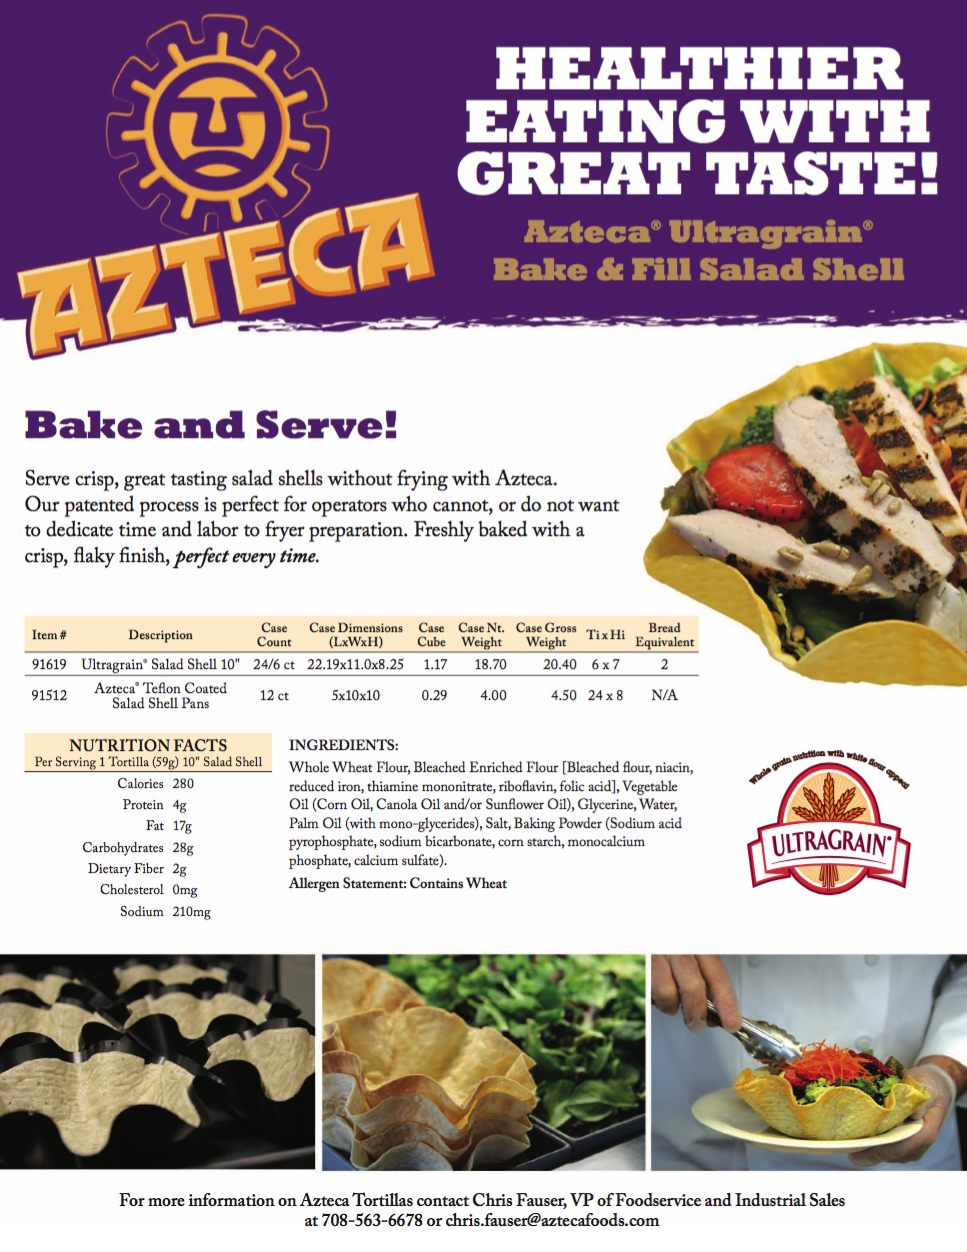 AZTECA
HEALTHIER
EATING WITH
GREAT TASTE!
Azteca® Ultragrain®
Bake & Fill Salad Shell
Bake and Serve!
Serve crisp, great tasting salad shells without frying with Azteca.
Our patented process is perfect for operators who cannot, or do not want
to dedicate time and labor to fryer preparation. Freshly baked with a
crisp, flaky finish, perfect every time.
Item # Description Case Count Case Dimensions (LxWxH) Case Cube Case Nt. Weight Case Gross Weight Ti x Hi Bread Equivalent
91619 Ultragrain® Salad Shell 10" 24/6 ct 22.19x11.0x8.25 1.17 18.70 20.40 6 x 7 2
91512 Azteca® Teflon Coated Salad Shell Pans 12 ct 5x10x10 0.29 4.00 4.50 24 x 8 N/A
NUTRITION FACTS
Per Serving 1 Tortilla (59g) 10" Salad Shell
Calories 280
Protein 4g
Fat 17g
Carbohydrates 28g
Dietary Fiber 2g
Cholesterol 0mg
Sodium 210mg
INGREDIENTS:
Whole Wheat Flour, Bleached Enriched Flour [Bleached flour, niacin,
reduced iron, thiamine mononitrate, riboflavin, folic acid], Vegetable
Oil (Corn Oil, Canola Oil and/or Sunflower Oil), Glycerine, Water,
Palm Oil (with mono-glycerides), Salt, Baking Powder (Sodium acid
pyrophosphate, sodium bicarbonate, corn starch, monocalcium
phosphate, calcium sulfate).
Allergen Statement: Contains Wheat
Whole grain nutrition with white flour appeal
ULTRAGRAIN®
For more information on Azteca Tortillas contact Chris Fauser, VP of Foodservice and Industrial Sales
at 708-563-6678 or chris.fauser@aztecafoods.com